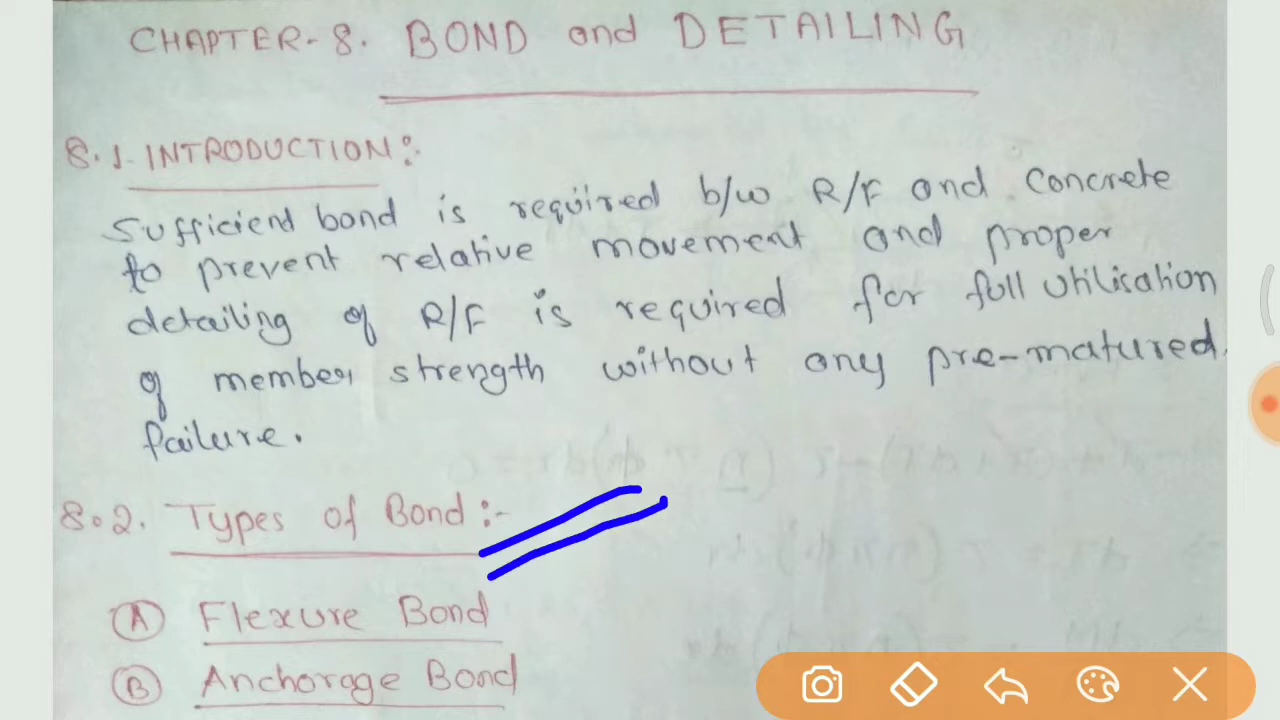 CHAPTER-8. BOND and DETAILING
8.1. INTRODUCTION:
Sufficient bond is required b/w R/F and Concrete
to prevent relative movement and proper
detailing of R/F is required for full utilisation
of member strength without any pre-matured
failure.
8.2. Types of Bond:-
(A) Flexure Bond
(B) Anchorage Bond